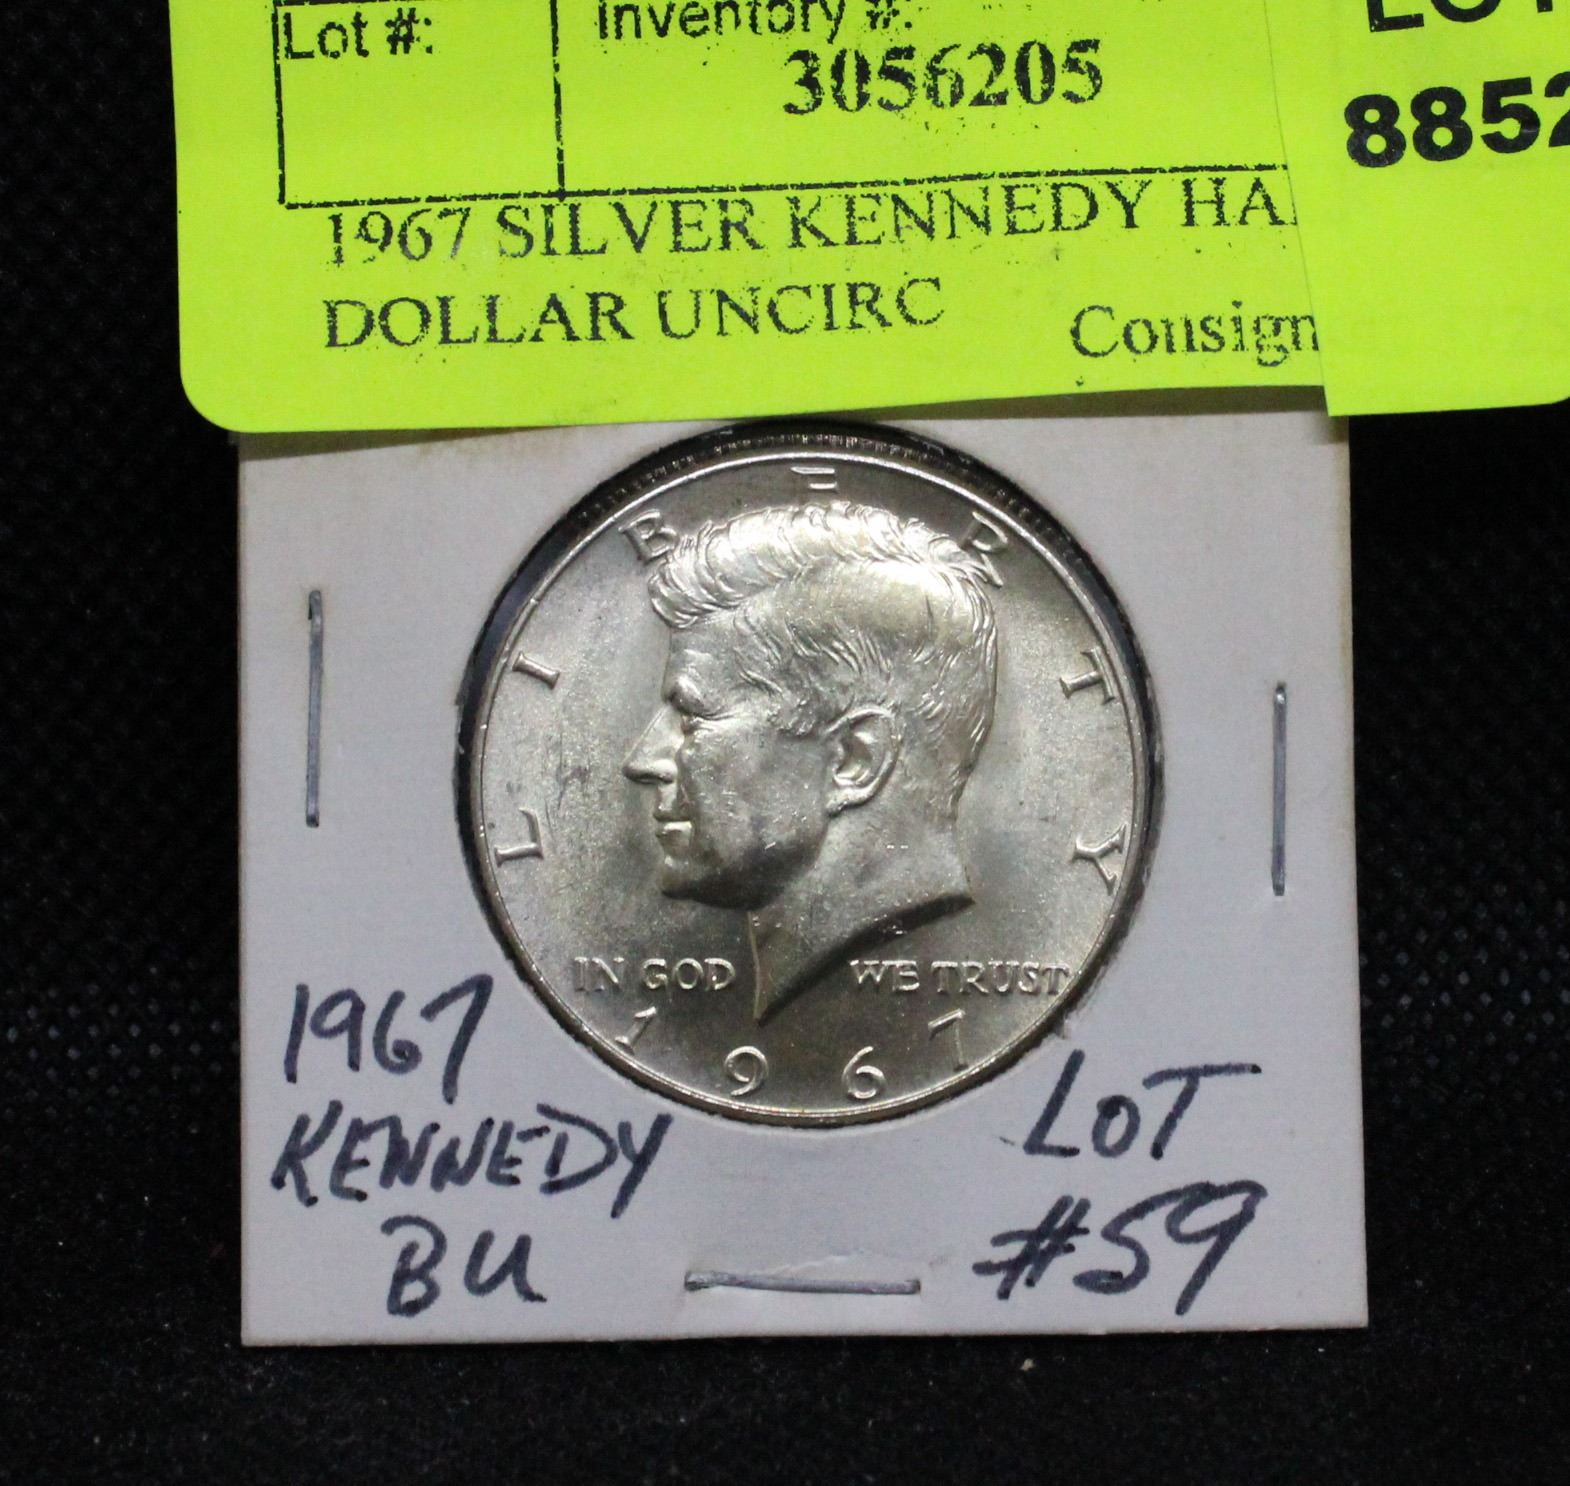 Lot #:
Inventory #:
3056205
LOT
8852
1967 SILVER KENNEDY HA
DOLLAR UNCIRC
Consign
LIBERTY
IN GOD WE TRUST
1967
1967
KENNEDY
BU
LOT
#59